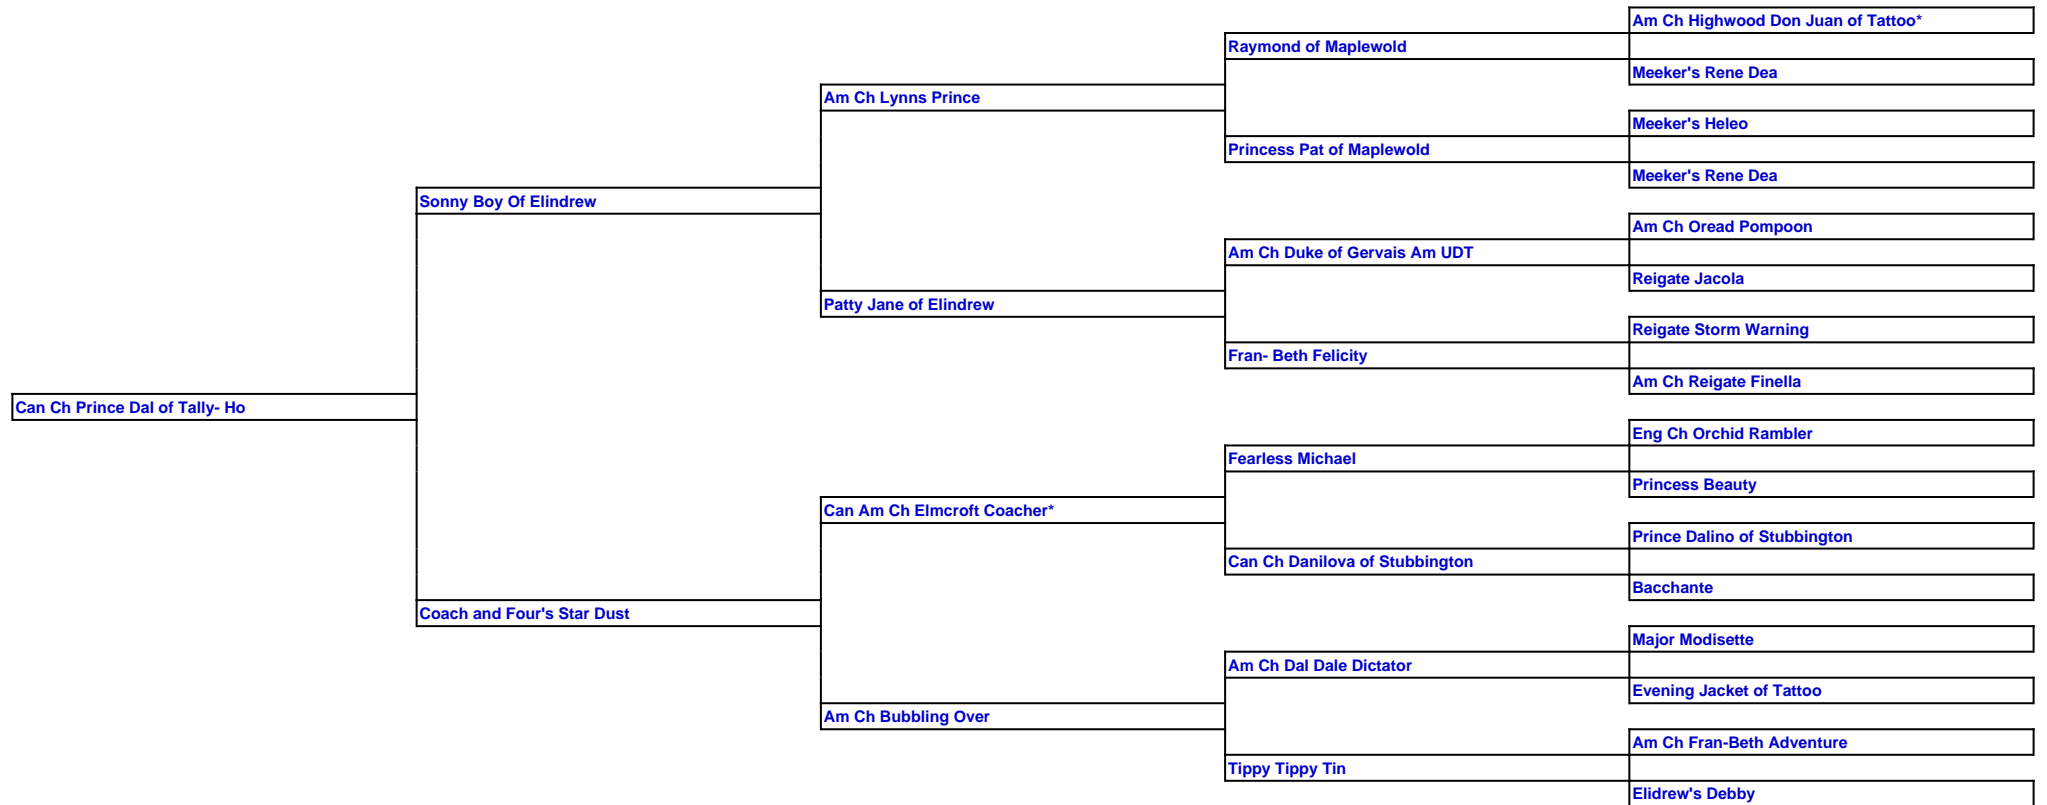 Am Ch Highwood Don Juan of Tattoo*
Raymond of Maplewold
Meeker's Rene Dea
Am Ch Lynns Prince
Meeker's Heleo
Princess Pat of Maplewold
Meeker's Rene Dea
Sonny Boy Of Elindrew
Am Ch Oread Pompoon
Am Ch Duke of Gervais Am UDT
Reigate Jacola
Patty Jane of Elindrew
Reigate Storm Warning
Fran- Beth Felicity
Am Ch Reigate Finella
Can Ch Prince Dal of Tally- Ho
Eng Ch Orchid Rambler
Fearless Michael
Princess Beauty
Can Am Ch Elmcroft Coacher*
Prince Dalino of Stubbington
Can Ch Danilova of Stubbington
Bacchante
Coach and Four's Star Dust
Major Modisette
Am Ch Dal Dale Dictator
Evening Jacket of Tattoo
Am Ch Bubbling Over
Am Ch Fran-Beth Adventure
Tippy Tippy Tin
Elidrew's Debby